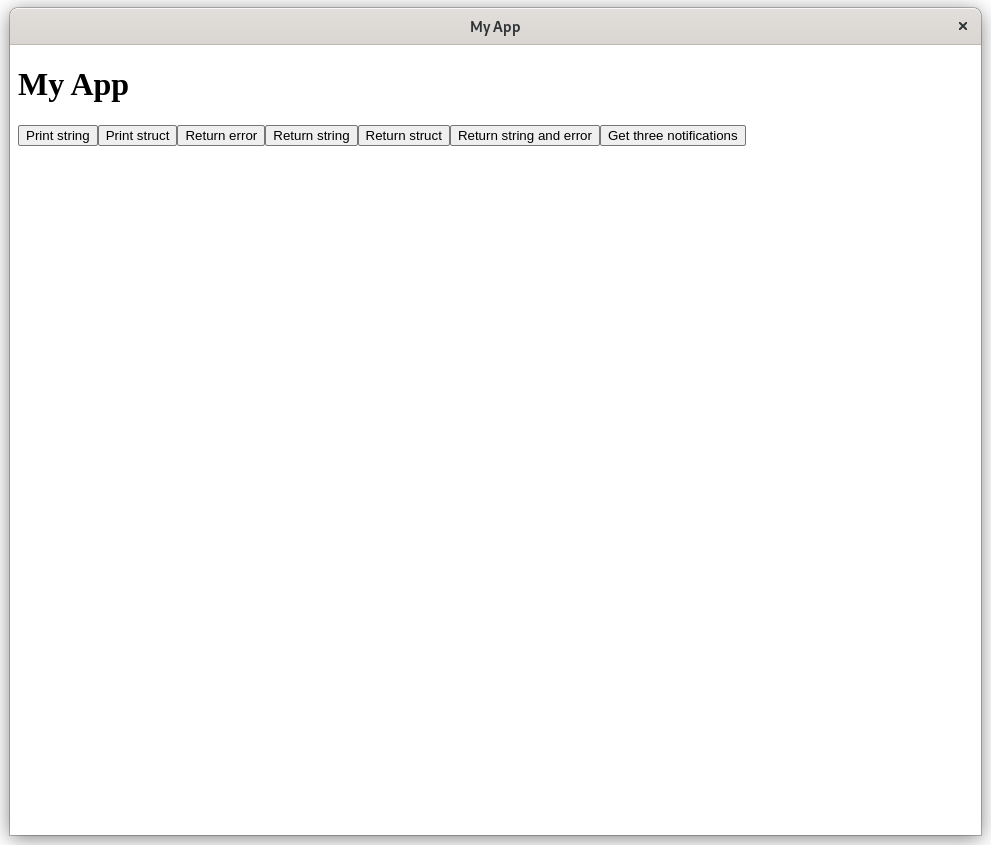 My App
My App
Print string Print struct Return error Return string Return struct Return string and error Get three notifications